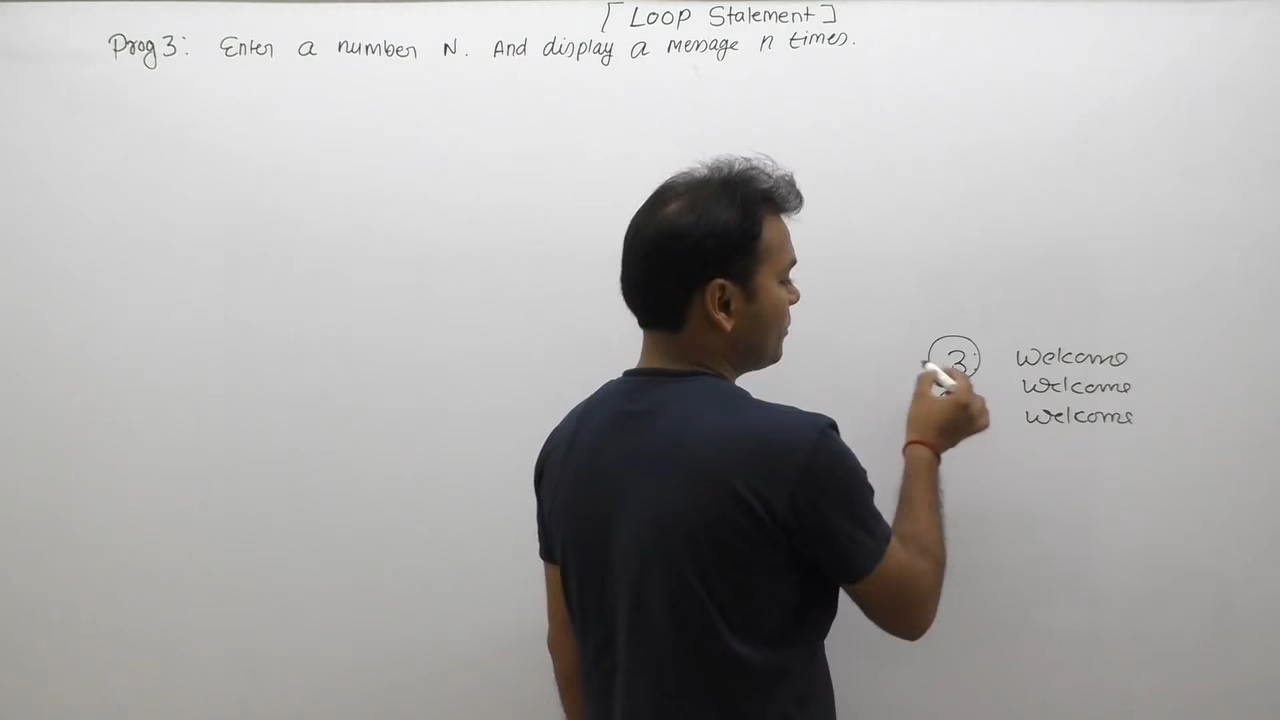 [Loop Statement]
Prog 3: Enter a number N. And display a message n times.
3 Welcome
Welcome
Welcome